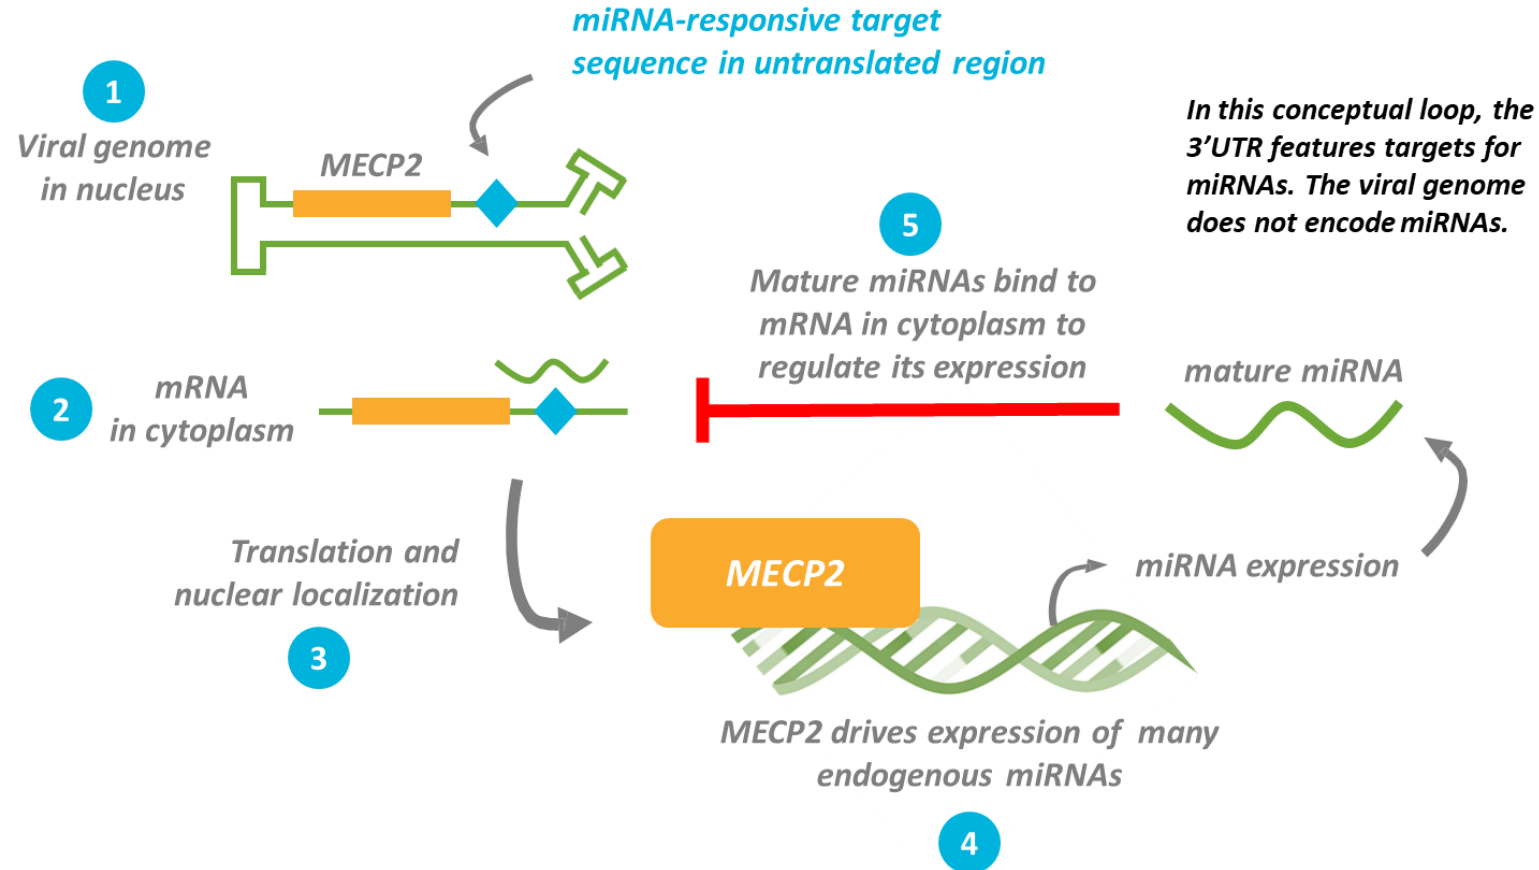 miRNA-responsive target
sequence in untranslated region
1
Viral genome
in nucleus
MECP2
In this conceptual loop, the
3’UTR features targets for
miRNAs. The viral genome
does not encode miRNAs.
5
Mature miRNAs bind to
mRNA in cytoplasm to
regulate its expression
2
mRNA
in cytoplasm
mature miRNA
Translation and
nuclear localization
3
MECP2
miRNA expression
MECP2 drives expression of many
endogenous miRNAs
4